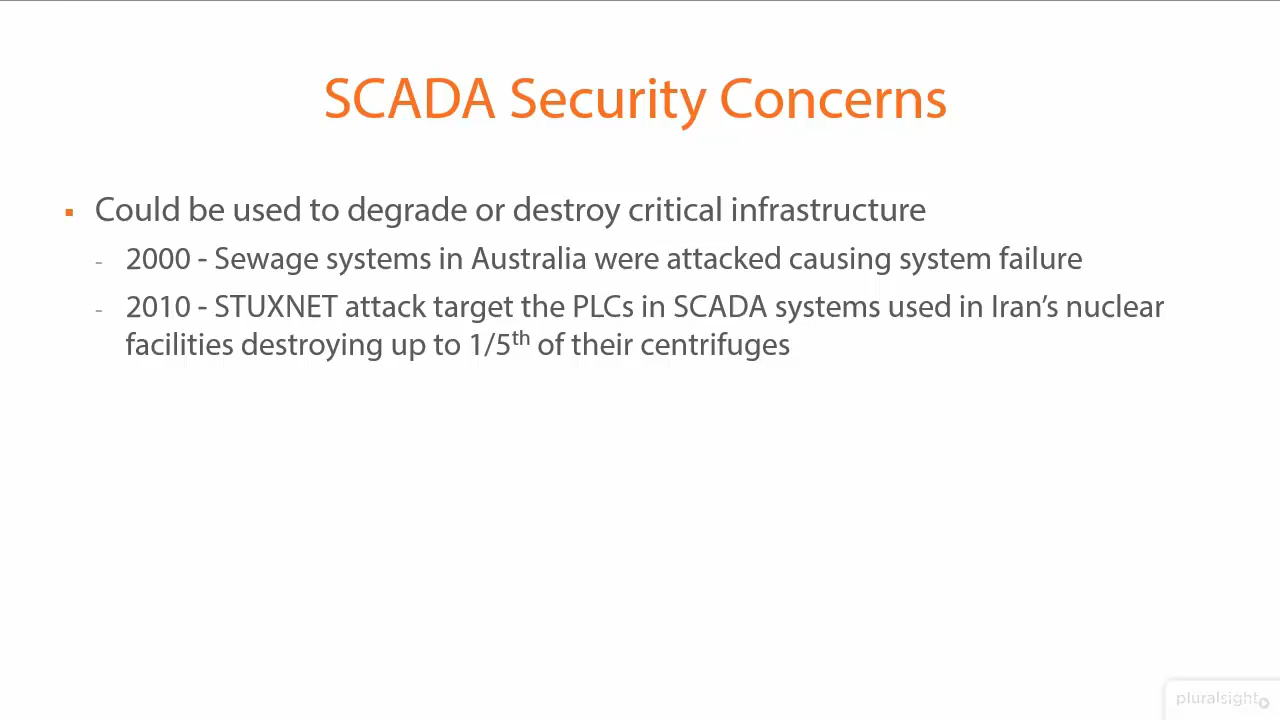 SCADA Security Concerns
▪ Could be used to degrade or destroy critical infrastructure
- 2000 - Sewage systems in Australia were attacked causing system failure
- 2010 - STUXNET attack target the PLCs in SCADA systems used in Iran’s nuclear
facilities destroying up to 1/5th of their centrifuges
pluralsight